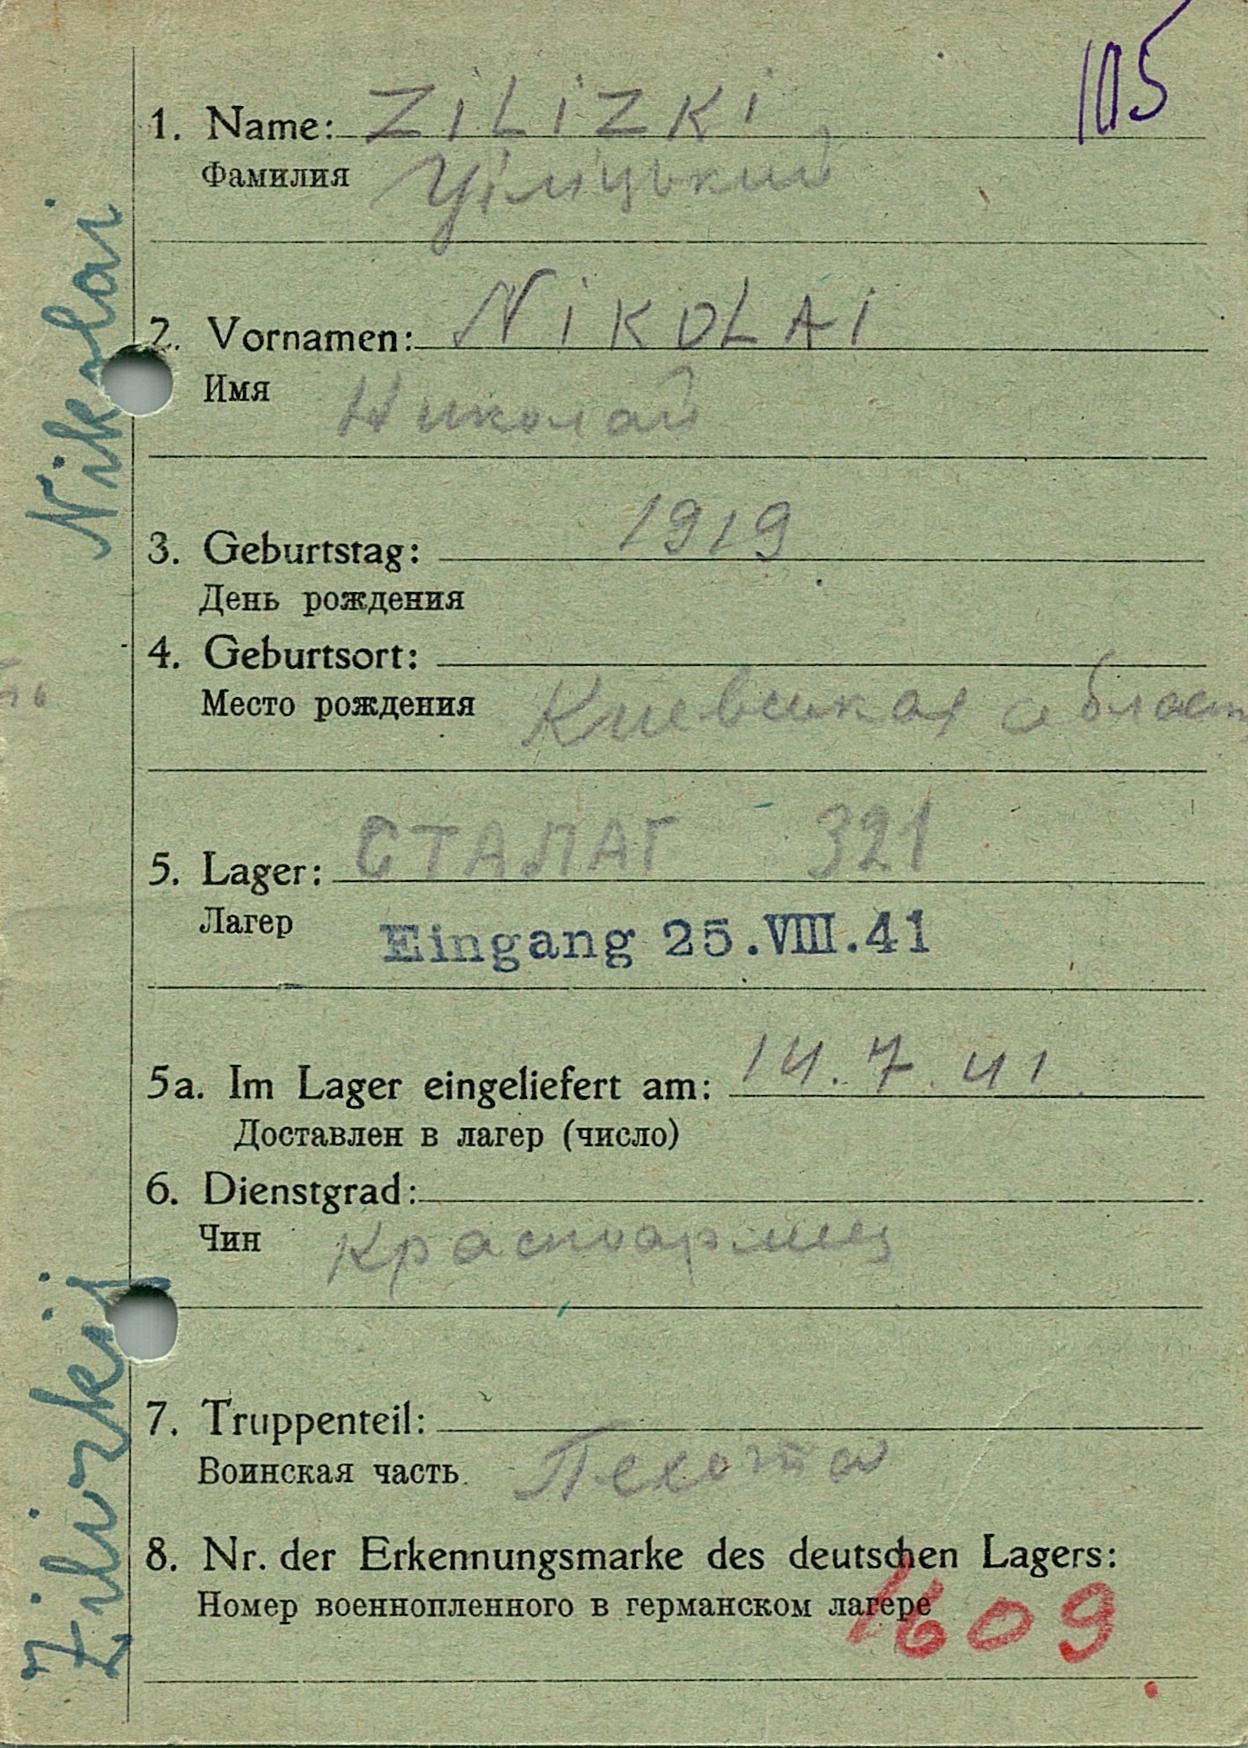 105
1. Name: ZILIZKI
Фамилия Ціліцький
2. Vornamen: NIKOLAI
Имя Николай
3. Geburtstag: 1919
День рождения
4. Geburtsort:
Место рождения Киевская област
5. Lager: СТАЛАГ 321
Лагер Eingang 25.VIII.41
5a. Im Lager eingeliefert am: 14.7.41
Доставлен в лагер (число)
6. Dienstgrad:
Чин Красноармеец
7. Truppenteil:
Воинская часть Пехота
8. Nr. der Erkennungsmarke des deutschen Lagers:
Номер военнопленного в германском лагере 1609
Zilizkij Nikolai